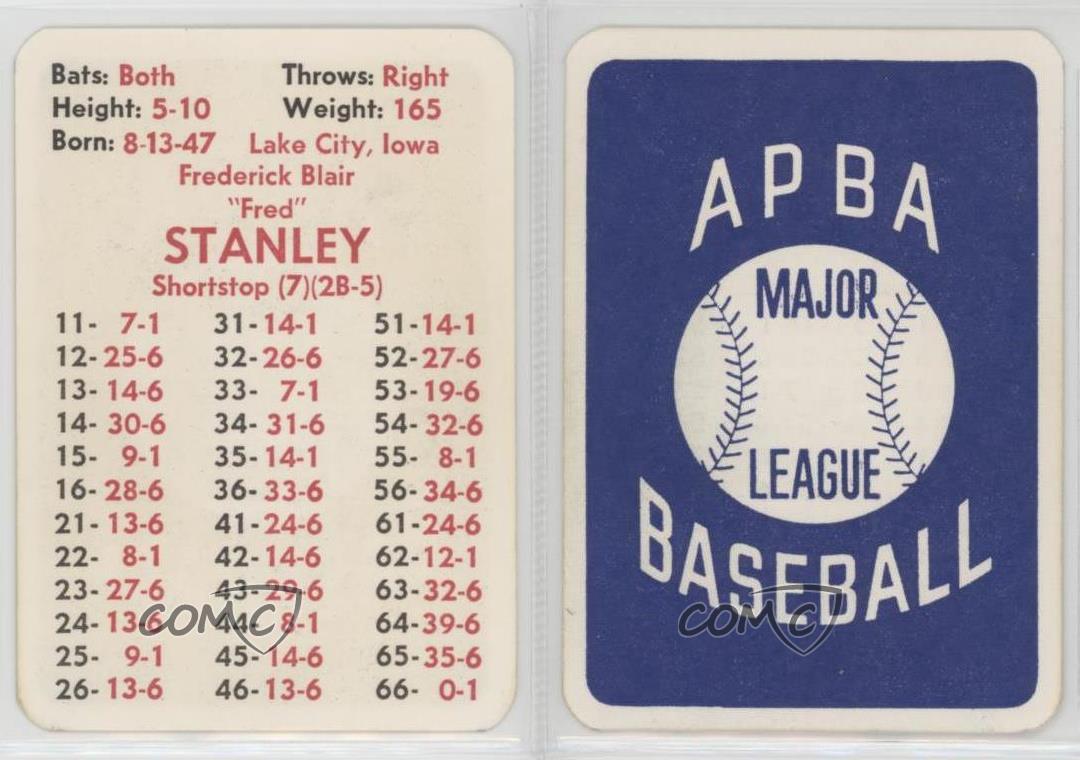 Bats: Both Throws: Right
Height: 5-10 Weight: 165
Born: 8-13-47 Lake City, Iowa
Frederick Blair
"Fred"
STANLEY
Shortstop (7)(2B-5)
11- 7-1 31-14-1 51-14-1
12-25-6 32-26-6 52-27-6
13-14-6 33- 7-1 53-19-6
14-30-6 34-31-6 54-32-6
15- 9-1 35-14-1 55- 8-1
16-28-6 36-33-6 56-34-6
21-13-6 41-24-6 61-24-6
22- 8-1 42-14-6 62-12-1
23-27-6 43-29-6 63-32-6
24-13-6 44- 8-1 64-39-6
25- 9-1 45-14-6 65-35-6
26-13-6 46-13-6 66- 0-1
COMC
APBA
MAJOR
LEAGUE
BASEBALL
COMC